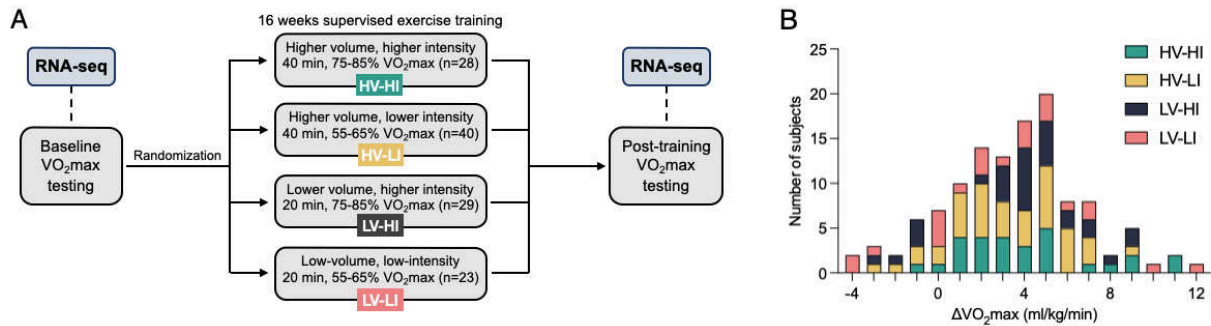 A
16 weeks supervised exercise training
RNA-seq
Baseline
VO₂max
testing
Randomization
Higher volume, higher intensity
40 min, 75-85% VO₂max (n=28)
HV-HI
Higher volume, lower intensity
40 min, 55-65% VO₂max (n=40)
HV-LI
Lower volume, higher intensity
20 min, 75-85% VO₂max (n=29)
LV-HI
Low-volume, low-intensity
20 min, 55-65% VO₂max (n=23)
LV-LI
RNA-seq
Post-training
VO₂max
testing
B
Number of subjects
25
20
15
10
5
0
-4 0 4 8 12
ΔVO₂max (ml/kg/min)
HV-HI
HV-LI
LV-HI
LV-LI